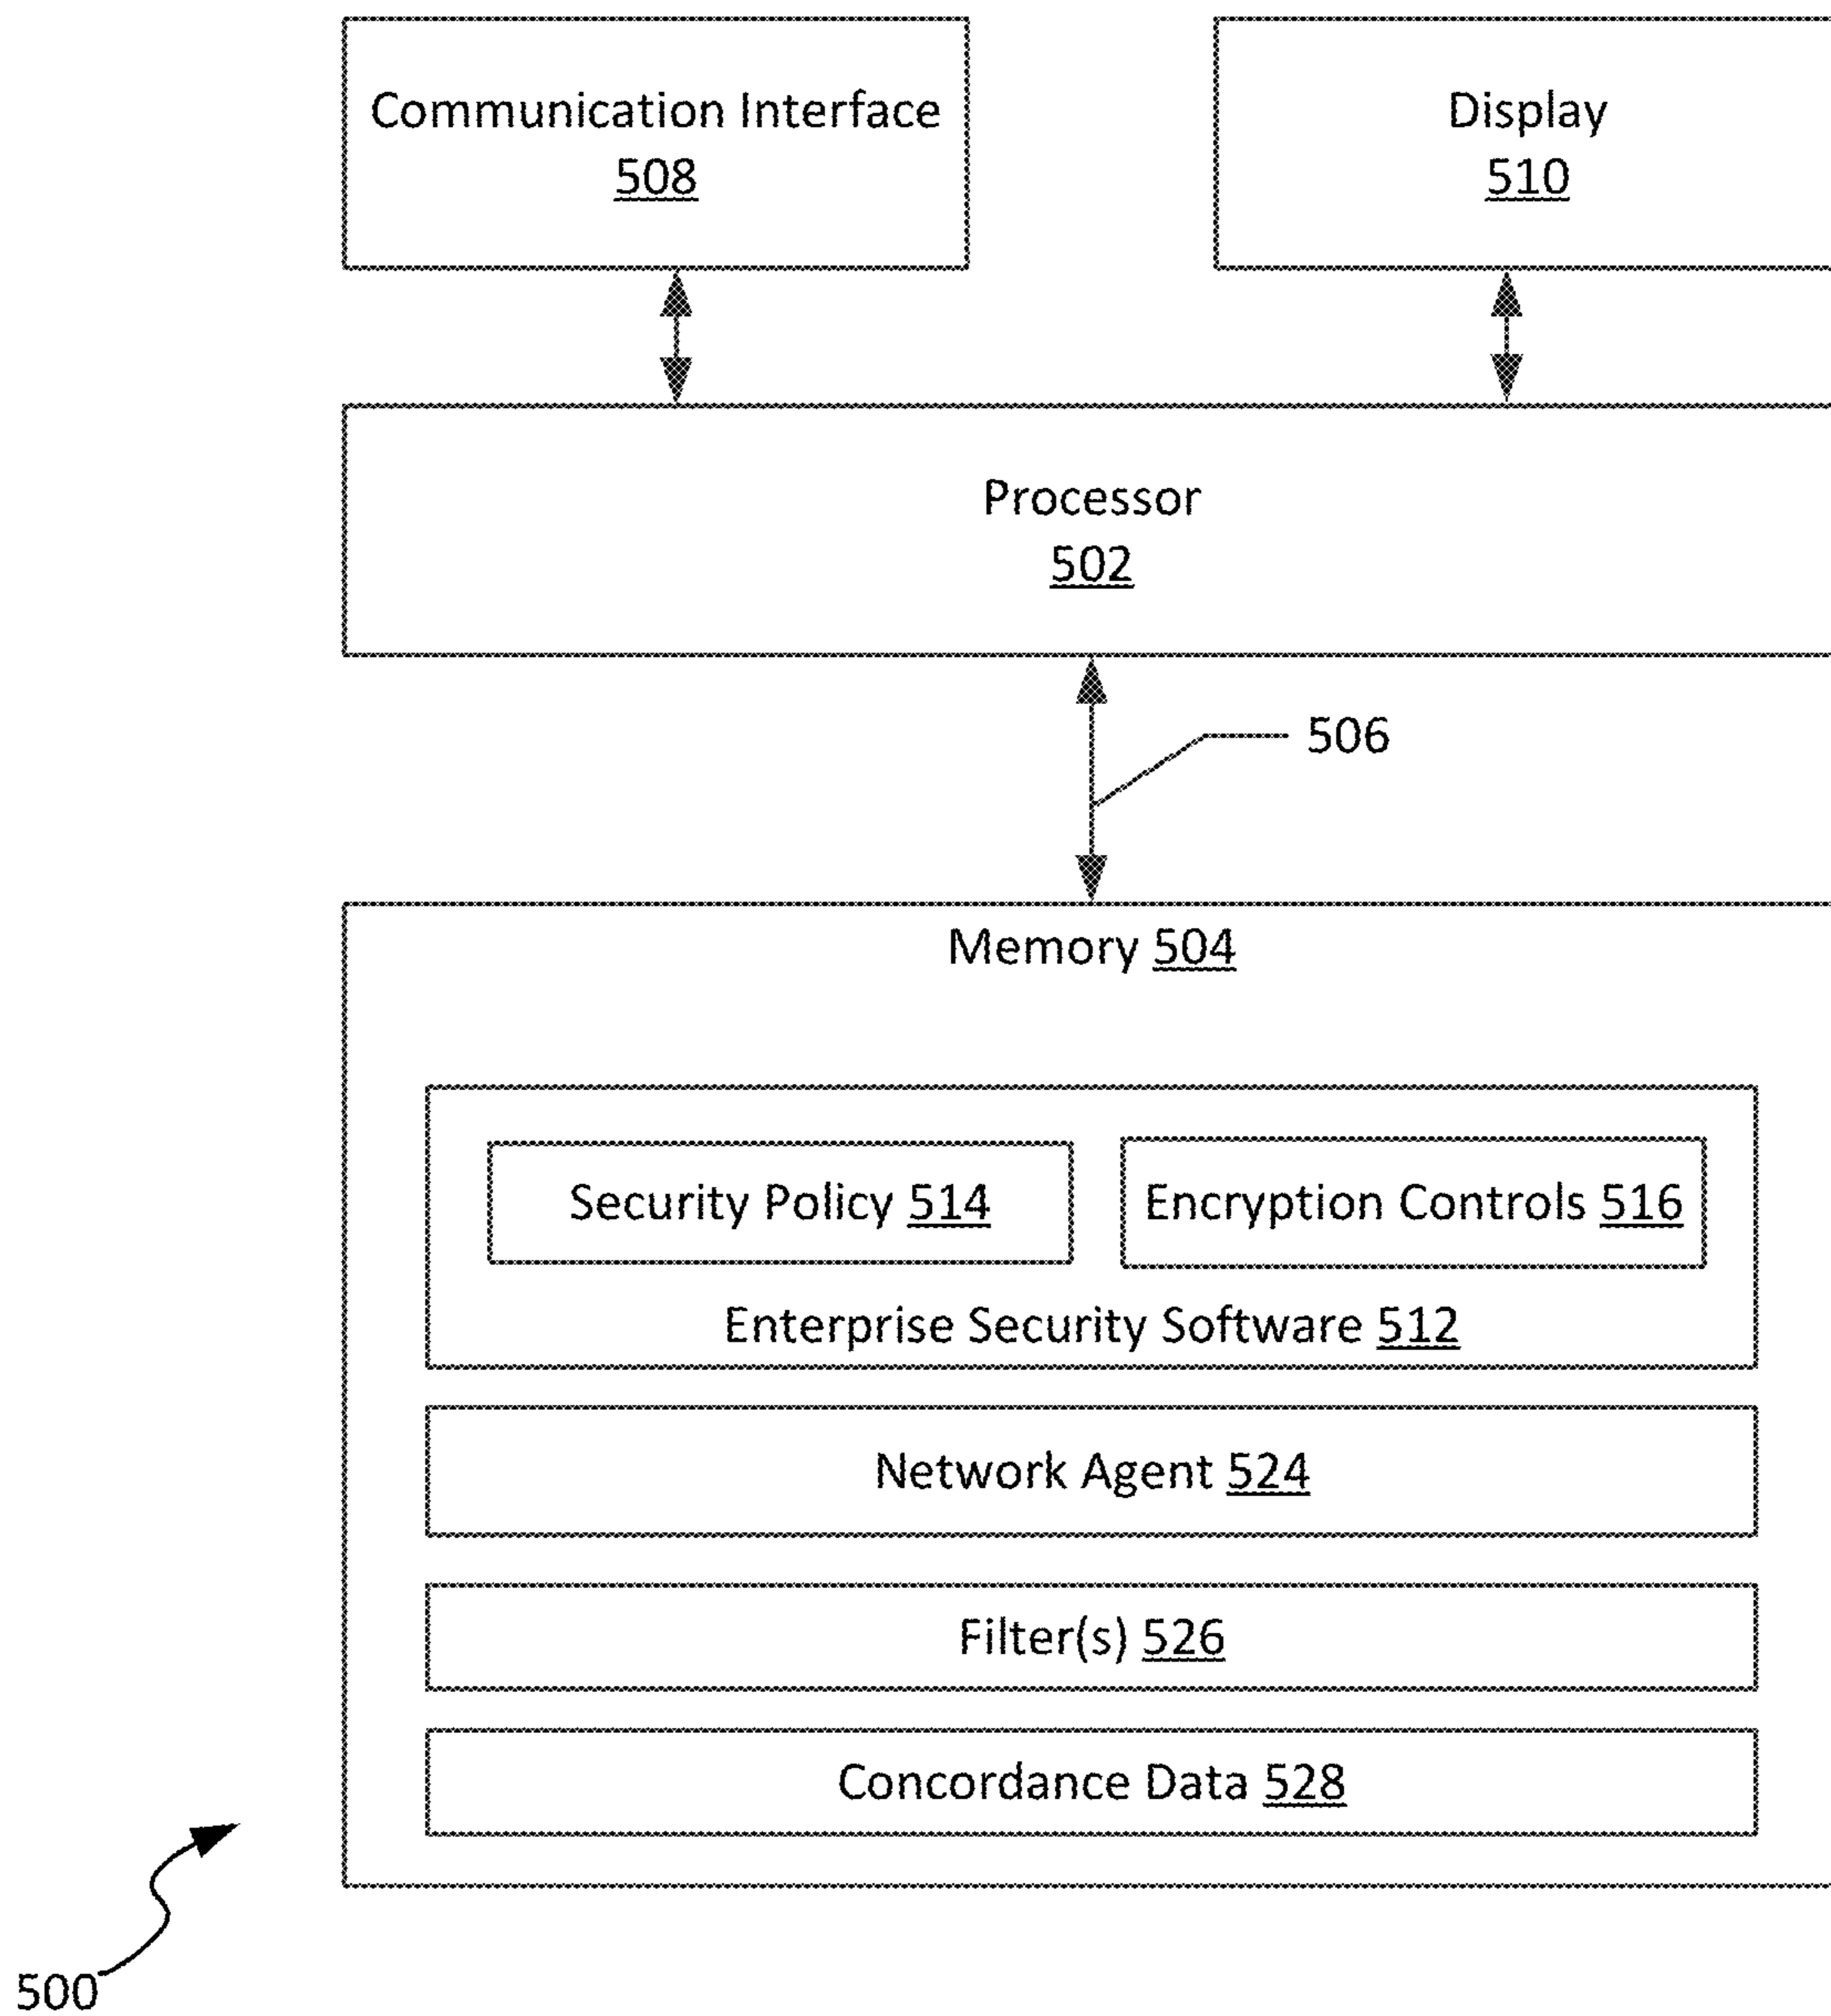 Communication Interface
508
Display
510
Processor
502
506
Memory 504
Security Policy 514
Encryption Controls 516
Enterprise Security Software 512
Network Agent 524
Filter(s) 526
Concordance Data 528
500